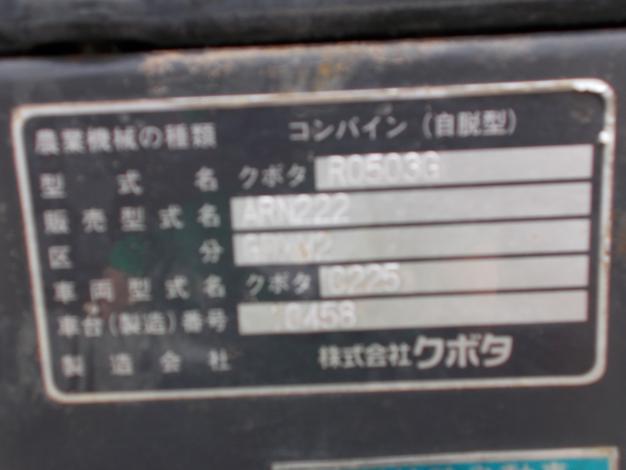 農業機械の種類 コンバイン（自脱型）
型式名 クボタ RO503G
販売型式名 ARN222
区分
車両型式名 クボタ C225
車台（製造）番号 10458
製造会社 株式会社クボタ